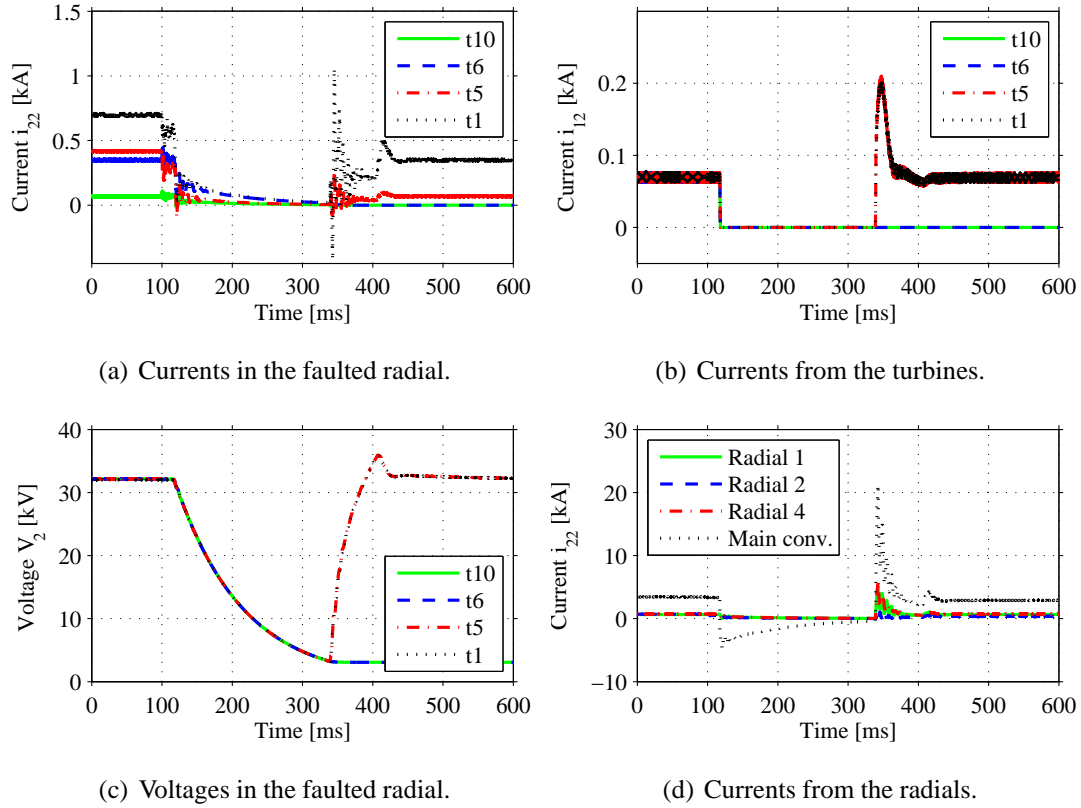 1.5
1
0.5
0
Current i22 [kA]
t10
t6
t5
t1
0 100 200 300 400 500 600
Time [ms]
(a) Currents in the faulted radial.
0.2
0.1
0
Current i12 [kA]
t10
t6
t5
t1
0 100 200 300 400 500 600
Time [ms]
(b) Currents from the turbines.
40
30
20
10
0
Voltage V2 [kV]
t10
t6
t5
t1
0 100 200 300 400 500 600
Time [ms]
(c) Voltages in the faulted radial.
30
20
10
0
−10
Current i22 [kA]
Radial 1
Radial 2
Radial 4
Main conv.
0 100 200 300 400 500 600
Time [ms]
(d) Currents from the radials.